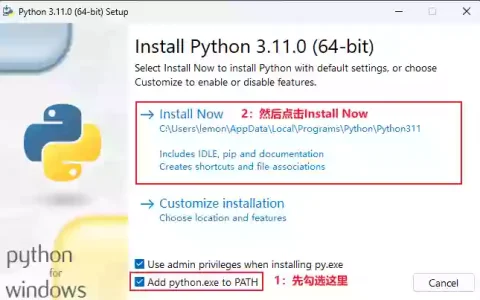 Python 3.11.0 (64-bit) Setup
Install Python 3.11.0 (64-bit)
Select Install Now to install Python with default settings, or choose
Customize to enable or disable features.
Install Now
2：然后点击Install Now
C:\Users\lemon\AppData\Local\Programs\Python\Python311
Includes IDLE, pip and documentation
Creates shortcuts and file associations
Customize installation
Choose location and features
python
for
windows
Use admin privileges when installing py.exe
Add python.exe to PATH
1：先勾选这里
Cancel